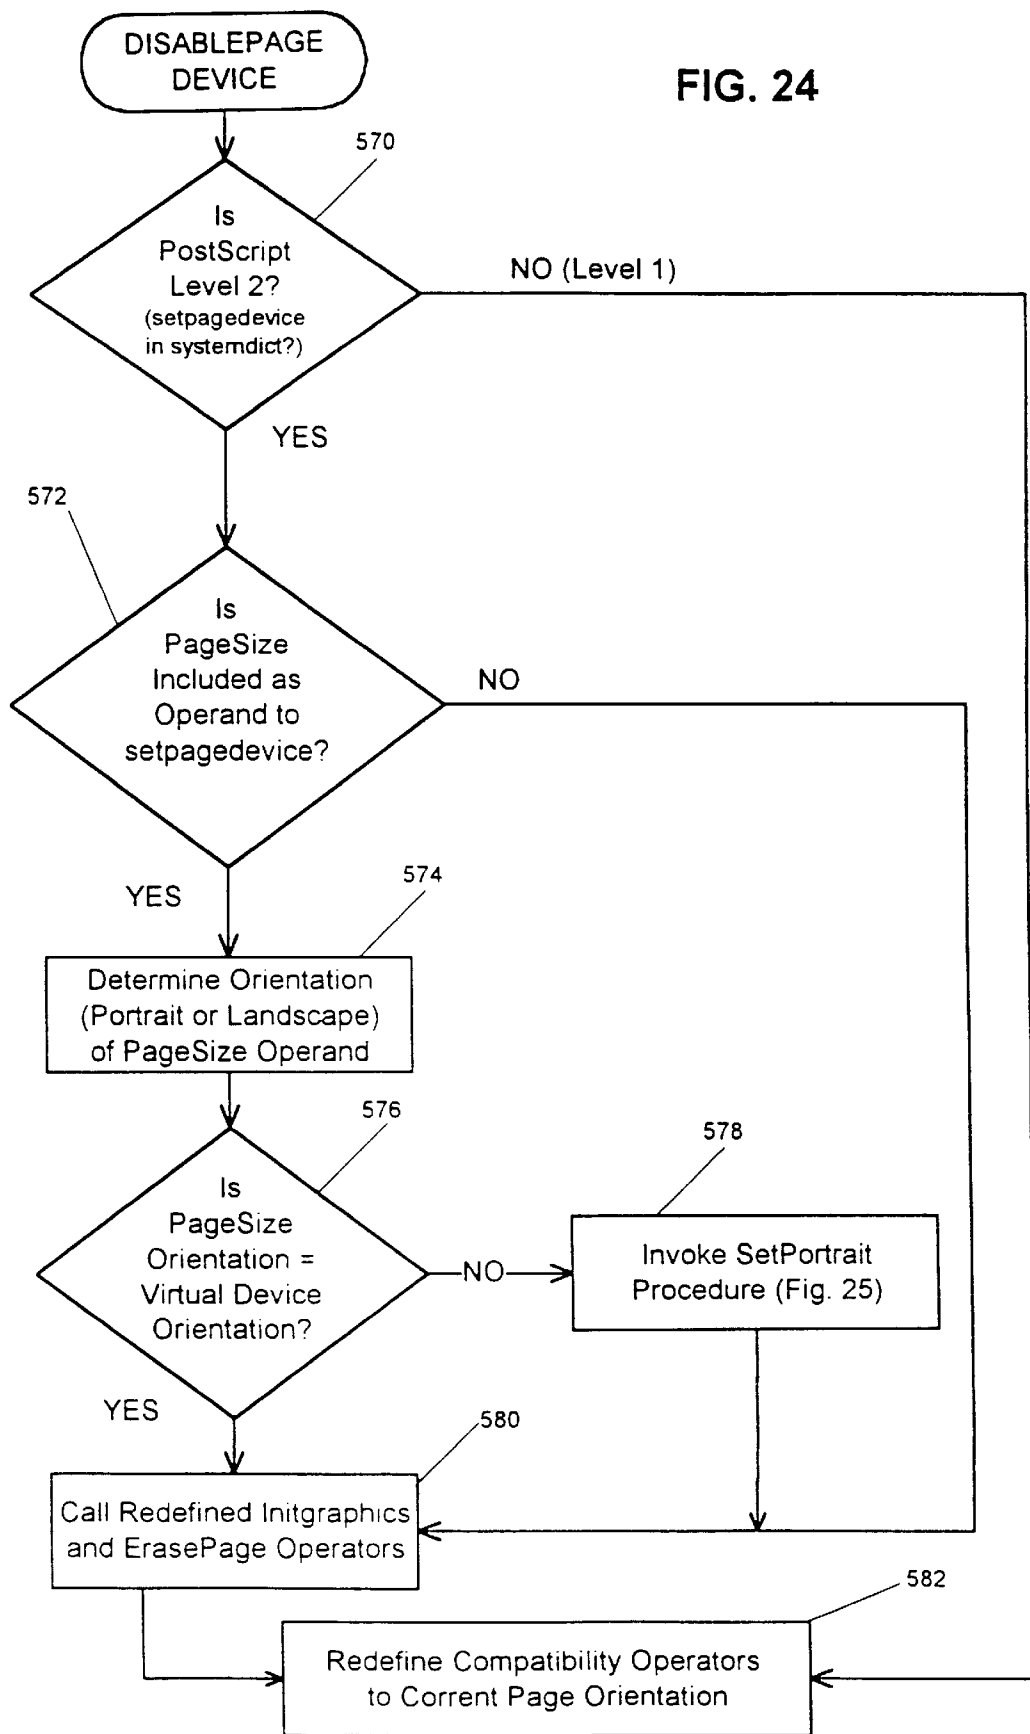 DISABLEPAGE
DEVICE
FIG. 24
570
Is
PostScript
Level 2?
(setpagedevice
in systemdict?)
NO (Level 1)
YES
572
Is
PageSize
Included as
Operand to
setpagedevice?
NO
YES
574
Determine Orientation
(Portrait or Landscape)
of PageSize Operand
576
Is
PageSize
Orientation =
Virtual Device
Orientation?
NO
578
Invoke SetPortrait
Procedure (Fig. 25)
YES
580
Call Redefined Initgraphics
and ErasePage Operators
582
Redefine Compatibility Operators
to Corrent Page Orientation